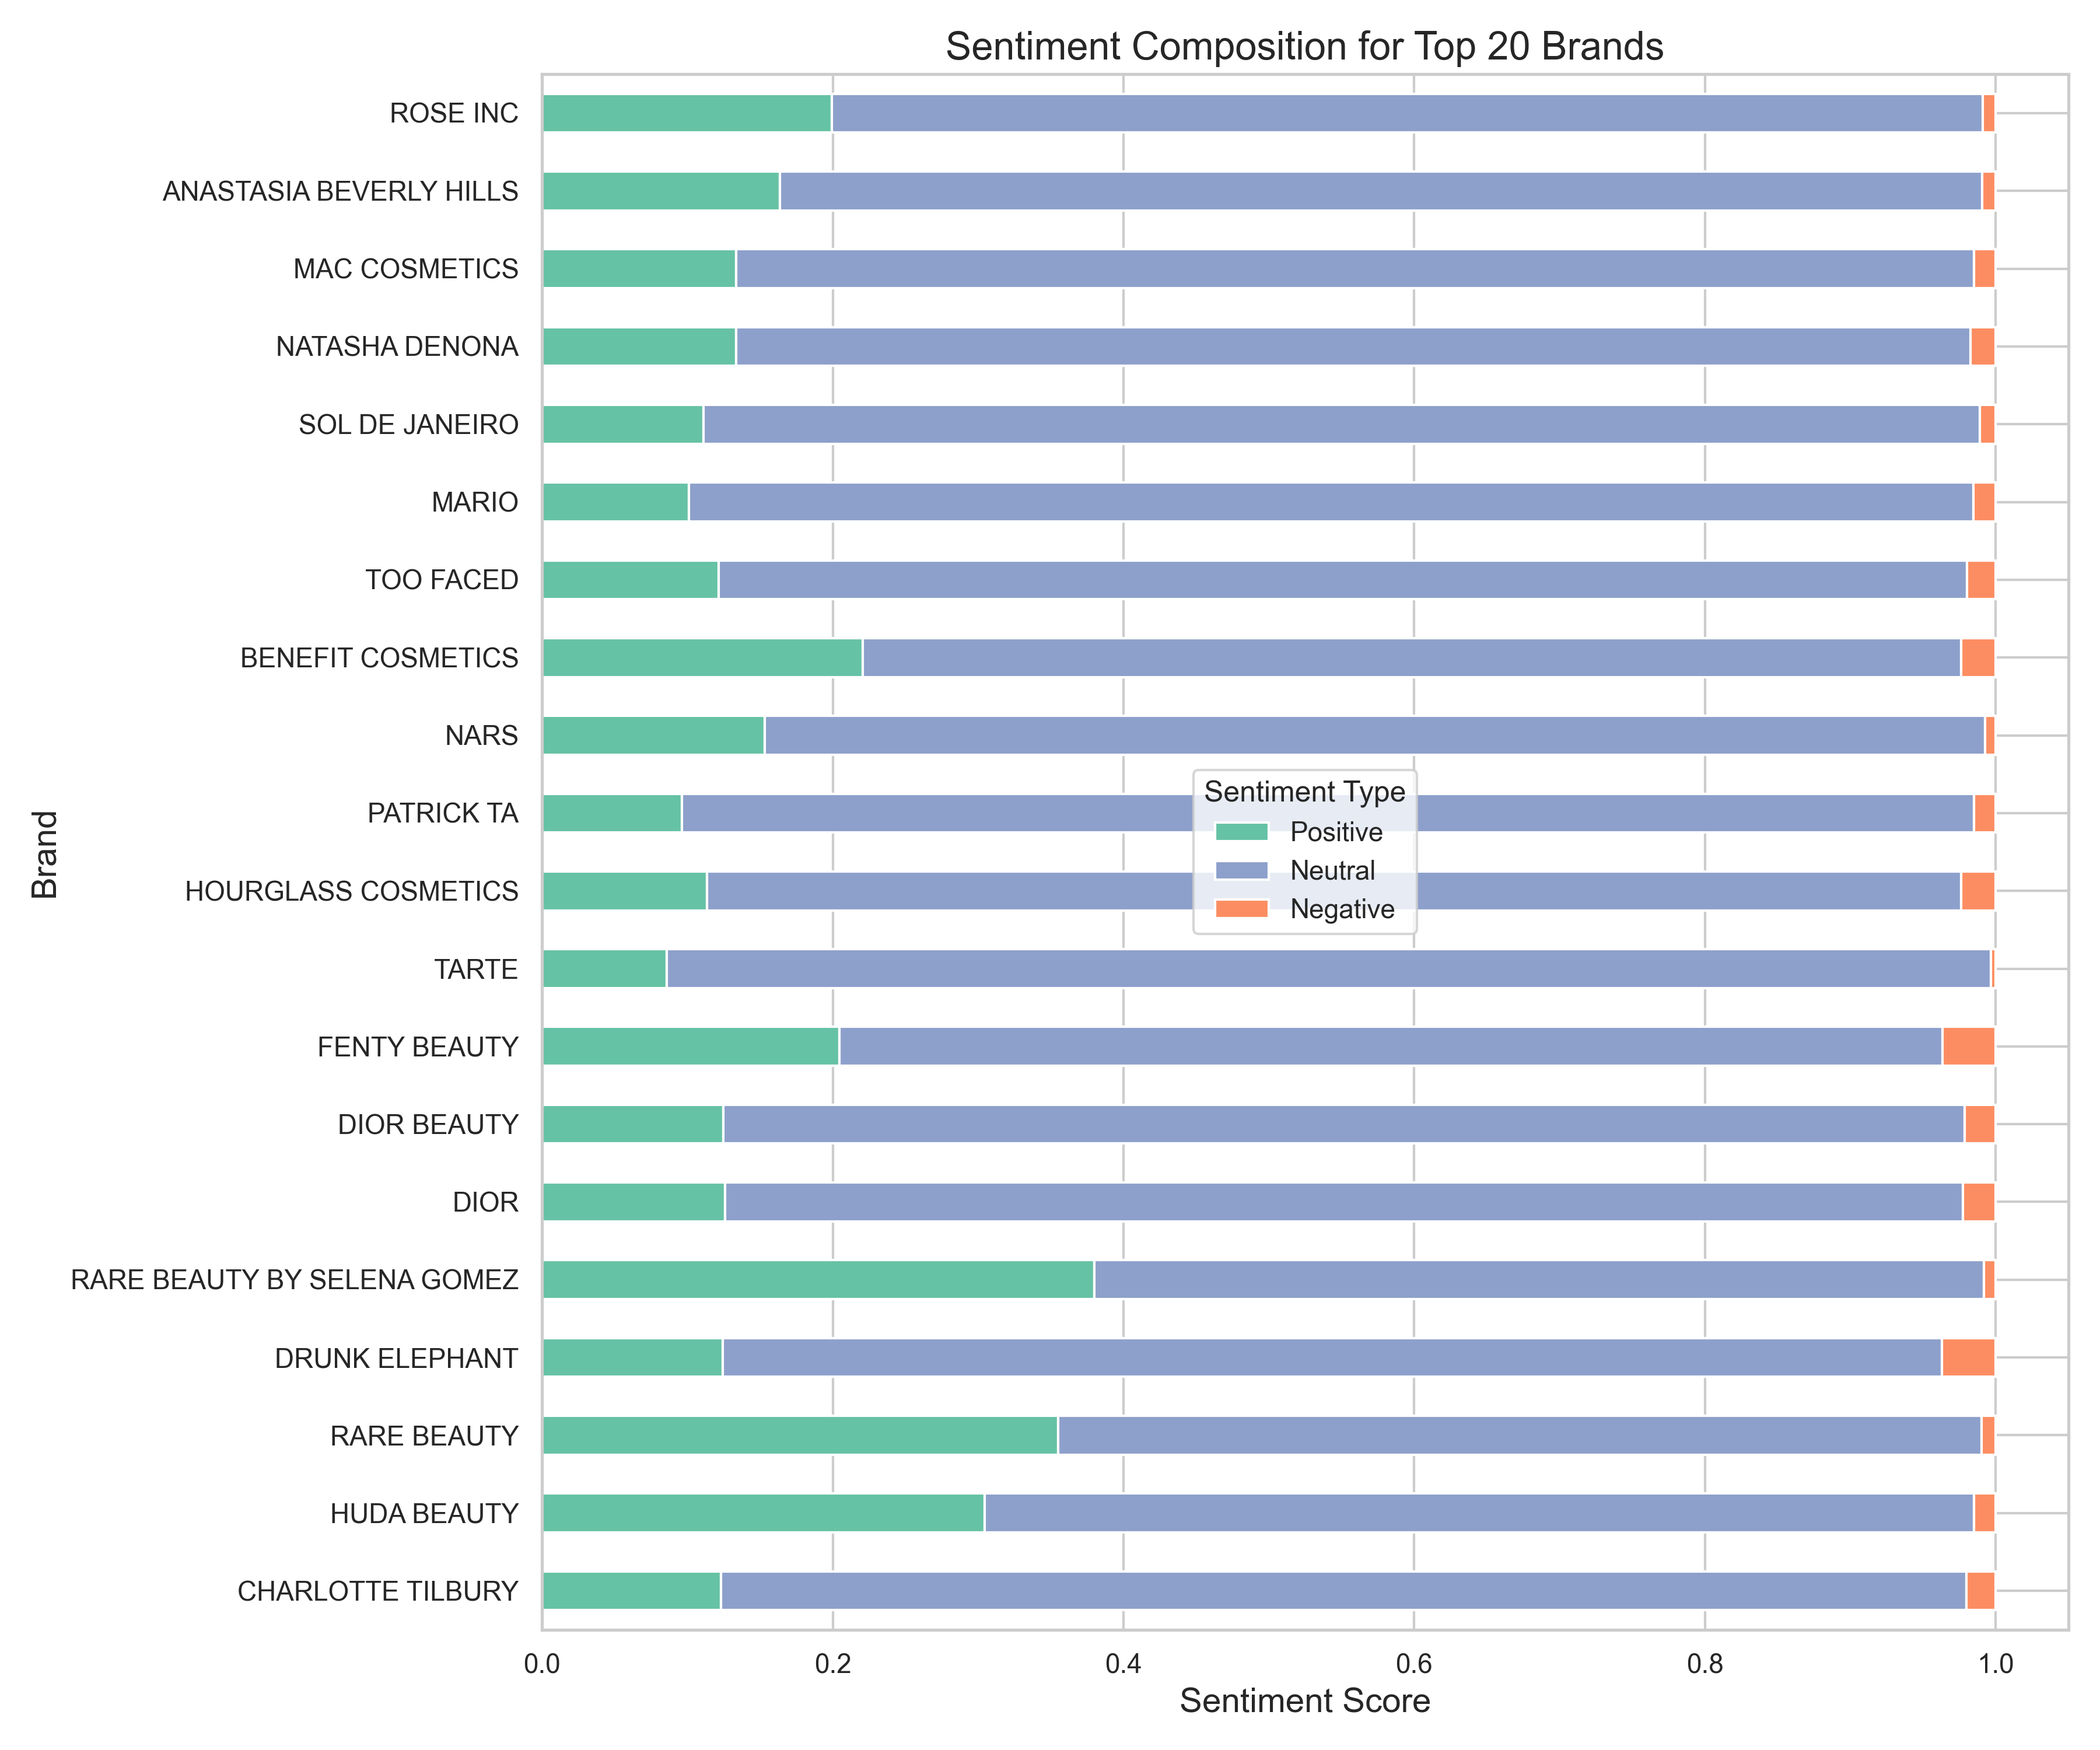 Sentiment Composition for Top 20 Brands
Brand
ROSE INC
ANASTASIA BEVERLY HILLS
MAC COSMETICS
NATASHA DENONA
SOL DE JANEIRO
MARIO
TOO FACED
BENEFIT COSMETICS
NARS
PATRICK TA
HOURGLASS COSMETICS
TARTE
FENTY BEAUTY
DIOR BEAUTY
DIOR
RARE BEAUTY BY SELENA GOMEZ
DRUNK ELEPHANT
RARE BEAUTY
HUDA BEAUTY
CHARLOTTE TILBURY
Sentiment Type
Positive
Neutral
Negative
0.0 0.2 0.4 0.6 0.8 1.0
Sentiment Score